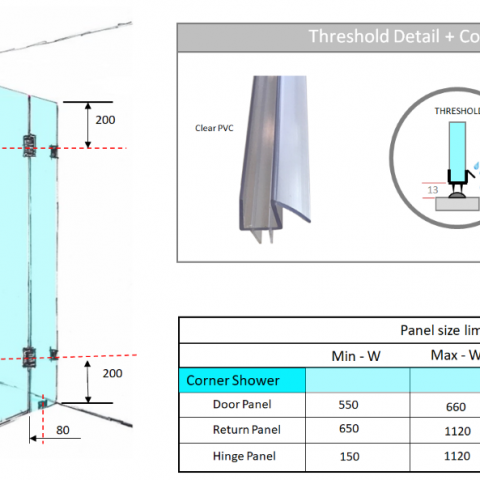 Threshold Detail + Co
200
Clear PVC
THRESHOLD
13
200
80
Panel size lim
Min - W Max - W
Corner Shower
Door Panel 550 660
Return Panel 650 1120
Hinge Panel 150 1120